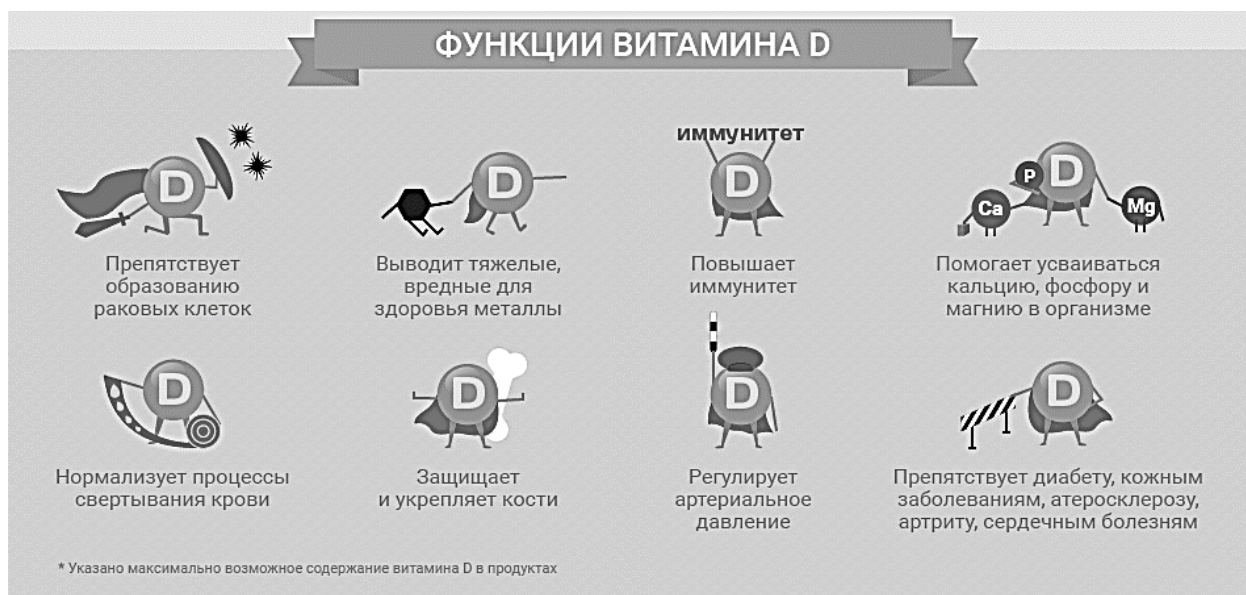 ФУНКЦИИ ВИТАМИНА D
D
Препятствует
образованию
раковых клеток
D
Выводит тяжелые,
вредные для
здоровья металлы
иммунитет
D
Повышает
иммунитет
P
D
Ca
Mg
Помогает усваиваться
кальцию, фосфору и
магнию в организме
D
Нормализует процессы
свертывания крови
D
Защищает
и укрепляет кости
D
Регулирует
артериальное
давление
D
Препятствует диабету, кожным
заболеваниям, атеросклерозу,
артриту, сердечным болезням
* Указано максимально возможное содержание витамина D в продуктах